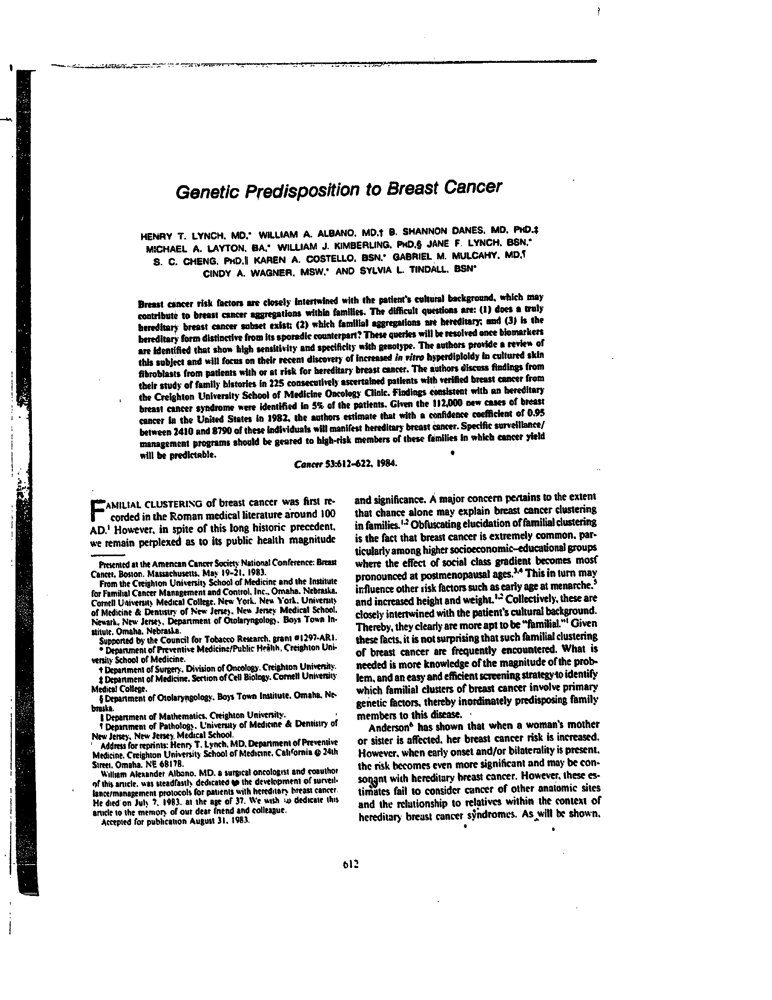 Genetic Predisposition to Breast Cancer
HENRY T. LYNCH, MD,* WILLIAM A. ALBANO, MD,† B. SHANNON DANES, MD, PhD,‡
MICHAEL A. LAYTON, BA,* WILLIAM J. KIMBERLING, PhD,§ JANE F. LYNCH, BSN,*
S. C. CHENG, PhD,∥ KAREN A. COSTELLO, BSN,* GABRIEL M. MULCAHY, MD,¶
CINDY A. WAGNER, MSW,* AND SYLVIA L. TINDALL, BSN*
Breast cancer risk factors are closely intertwined with the patient's cultural background, which may
contribute to breast cancer aggregations within families. The difficult questions are: (1) does a truly
hereditary breast cancer subset exist; (2) which familial aggregations are hereditary; and (3) is the
hereditary form distinctive from its sporadic counterpart? These queries will be resolved once biomarkers
are identified that show high sensitivity and specificity with genotype. The authors provide a review of
this subject and will focus on their recent discovery of increased in vitro hyperdiploidy in cultured skin
fibroblasts from patients with or at risk for hereditary breast cancer. The authors discuss findings from
their study of family histories in 225 consecutively ascertained patients with verified breast cancer from
the Creighton University School of Medicine Oncology Clinic. Findings consistent with an hereditary
breast cancer syndrome were identified in 5% of the patients. Given the 112,000 new cases of breast
cancer in the United States in 1982, the authors estimate that with a confidence coefficient of 0.95
between 2410 and 8790 of these individuals will manifest hereditary breast cancer. Specific surveillance/
management programs should be geared to high-risk members of these families in which cancer yield
will be predictable.
Cancer 53:612–622, 1984.
FAMILIAL CLUSTERING of breast cancer was first re-
corded in the Roman medical literature around 100
AD.¹ However, in spite of this long historic precedent,
we remain perplexed as to its public health magnitude
Presented at the American Cancer Society National Conference: Breast
Cancer, Boston, Massachusetts, May 19–21, 1983.
From the Creighton University School of Medicine and the Institute
for Familial Cancer Management and Control, Inc., Omaha, Nebraska,
Cornell University Medical College, New York, New York, University
of Medicine & Dentistry of New Jersey, New Jersey Medical School,
Newark, New Jersey, Department of Otolaryngology, Boys Town In-
stitute, Omaha, Nebraska.
Supported by the Council for Tobacco Research, grant #1297-AR1.
* Department of Preventive Medicine/Public Health, Creighton Uni-
versity School of Medicine.
† Department of Surgery, Division of Oncology, Creighton University.
‡ Department of Medicine, Section of Cell Biology, Cornell University
Medical College.
§ Department of Otolaryngology, Boys Town Institute, Omaha, Ne-
braska.
∥ Department of Mathematics, Creighton University.
¶ Department of Pathology, University of Medicine & Dentistry of
New Jersey, New Jersey Medical School.
Address for reprints: Henry T. Lynch, MD, Department of Preventive
Medicine, Creighton University School of Medicine, California @ 24th
Street, Omaha, NE 68178.
William Alexander Albano, MD, a surgical oncologist and coauthor
of this article, was steadfastly dedicated to the development of surveil-
lance/management protocols for patients with hereditary breast cancer.
He died on July 7, 1983, at the age of 37. We wish to dedicate this
article to the memory of our dear friend and colleague.
Accepted for publication August 31, 1983.
and significance. A major concern pertains to the extent
that chance alone may explain breast cancer clustering
in families.¹,² Obfuscating elucidation of familial clustering
is the fact that breast cancer is extremely common, par-
ticularly among higher socioeconomic–educational groups
where the effect of social class gradient becomes most
pronounced at postmenopausal ages.³,⁴ This in turn may
influence other risk factors such as early age at menarche,⁵
and increased height and weight.¹,² Collectively, these are
closely intertwined with the patient's cultural background.
Thereby, they clearly are more apt to be "familial."¹ Given
these facts, it is not surprising that such familial clustering
of breast cancer are frequently encountered. What is
needed is more knowledge of the magnitude of the prob-
lem, and an easy and efficient screening strategy to identify
which familial clusters of breast cancer involve primary
genetic factors, thereby inordinately predisposing family
members to this disease.
Anderson⁶ has shown that when a woman's mother
or sister is affected, her breast cancer risk is increased.
However, when early onset and/or bilaterality is present,
the risk becomes even more significant and may be con-
sonant with hereditary breast cancer. However, these es-
timates fail to consider cancer of other anatomic sites
and the relationship to relatives within the context of
hereditary breast cancer syndromes. As will be shown,
612